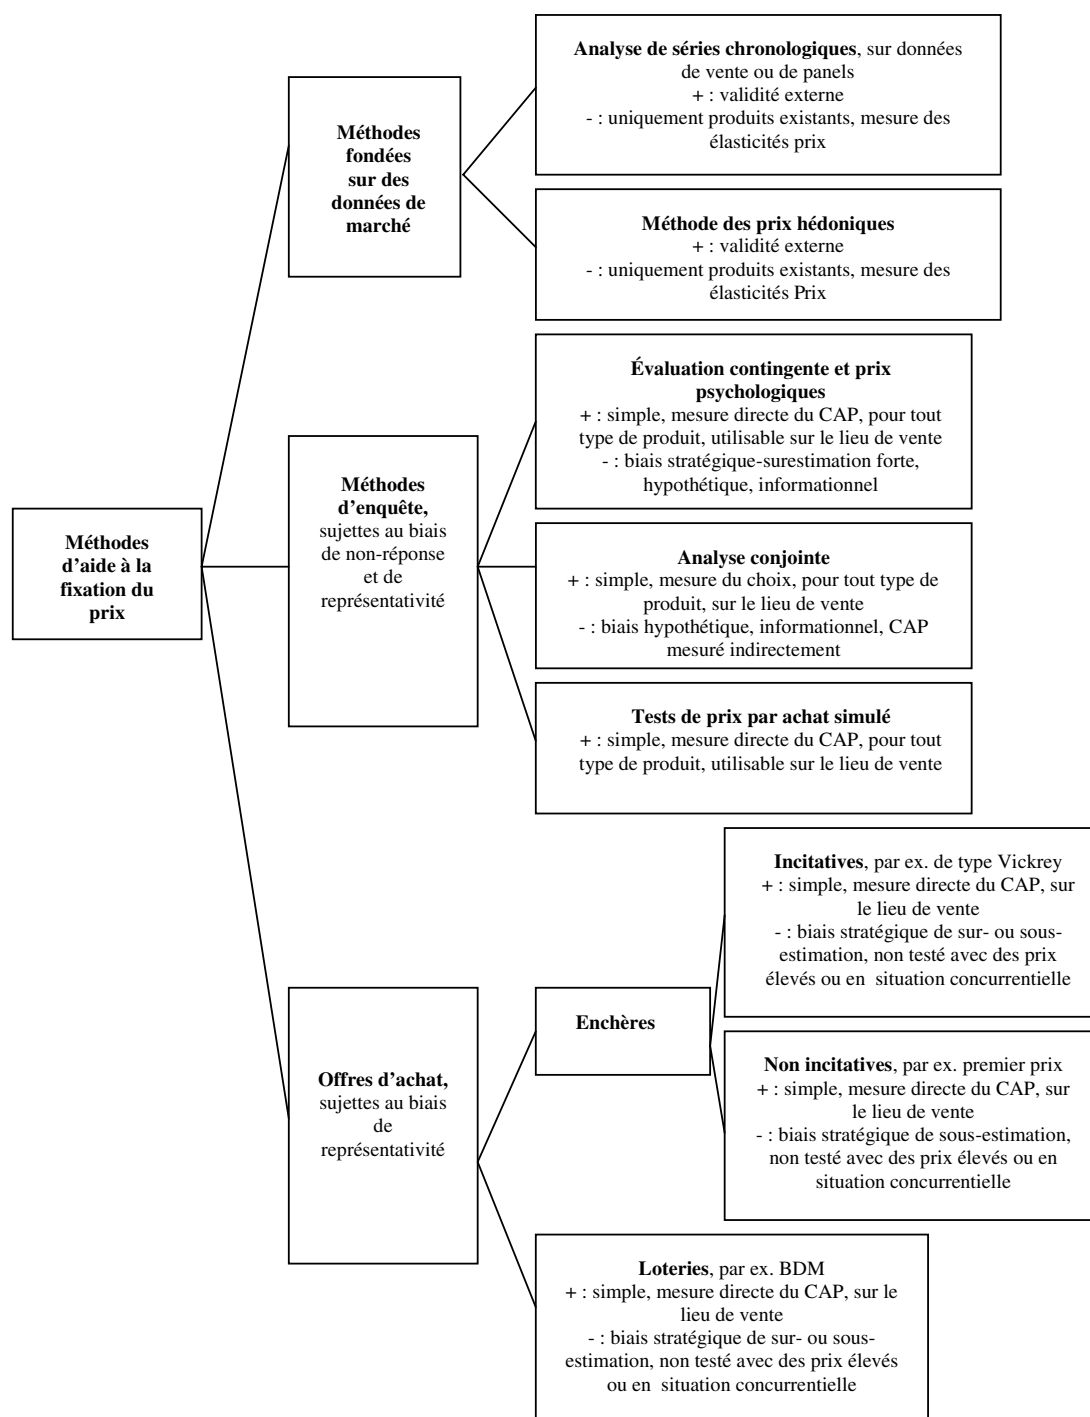 Méthodes
d'aide à la
fixation du
prix
Méthodes
fondées
sur des
données de
marché
Analyse de séries chronologiques, sur données
de vente ou de panels
+ : validité externe
- : uniquement produits existants, mesure des
élasticités prix
Méthode des prix hédoniques
+ : validité externe
- : uniquement produits existants, mesure des
élasticités Prix
Méthodes
d'enquête,
sujettes au biais
de non-réponse
et de
représentativité
Évaluation contingente et prix
psychologiques
+ : simple, mesure directe du CAP, pour tout
type de produit, utilisable sur le lieu de vente
- : biais stratégique-surestimation forte,
hypothétique, informationnel
Analyse conjointe
+ : simple, mesure du choix, pour tout type de
produit, sur le lieu de vente
- : biais hypothétique, informationnel, CAP
mesuré indirectement
Tests de prix par achat simulé
+ : simple, mesure directe du CAP, pour tout
type de produit, utilisable sur le lieu de vente
Offres d'achat,
sujettes au biais
de
représentativité
Enchères
Incitatives, par ex. de type Vickrey
+ : simple, mesure directe du CAP, sur
le lieu de vente
- : biais stratégique de sur- ou sous-
estimation, non testé avec des prix
élevés ou en situation concurrentielle
Non incitatives, par ex. premier prix
+ : simple, mesure directe du CAP, sur
le lieu de vente
- : biais stratégique de sous-estimation,
non testé avec des prix élevés ou en
situation concurrentielle
Loteries, par ex. BDM
+ : simple, mesure directe du CAP, sur le
lieu de vente
- : biais stratégique de sur- ou sous-
estimation, non testé avec des prix élevés
ou en situation concurrentielle